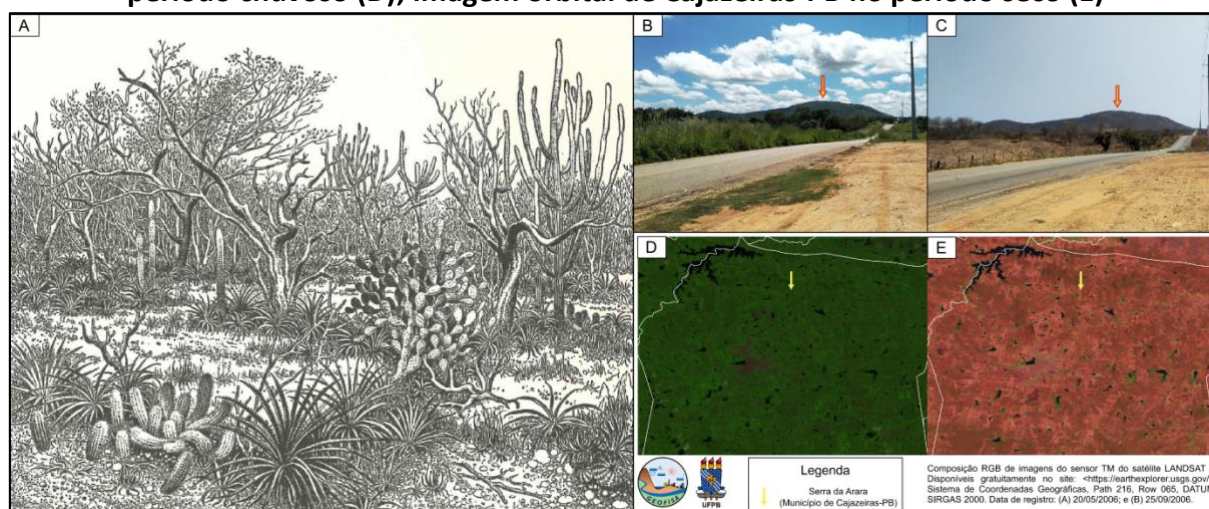 período chuvoso (D); imagem orbital de Cajazeiras-PB no período seco (E)
A
B
C
D
E
GEOFISA
UFPB
Legenda
Serra da Arara
(Município de Cajazeiras-PB)
Composição RGB de imagens do sensor TM do satélite LANDSAT
Disponíveis gratuitamente no site: <https://earthexplorer.usgs.gov/
Sistema de Coordenadas Geográficas, Path 216, Row 065, DATUM
SIRGAS 2000. Data de registro: (A) 20/05/2006; e (B) 25/09/2006.